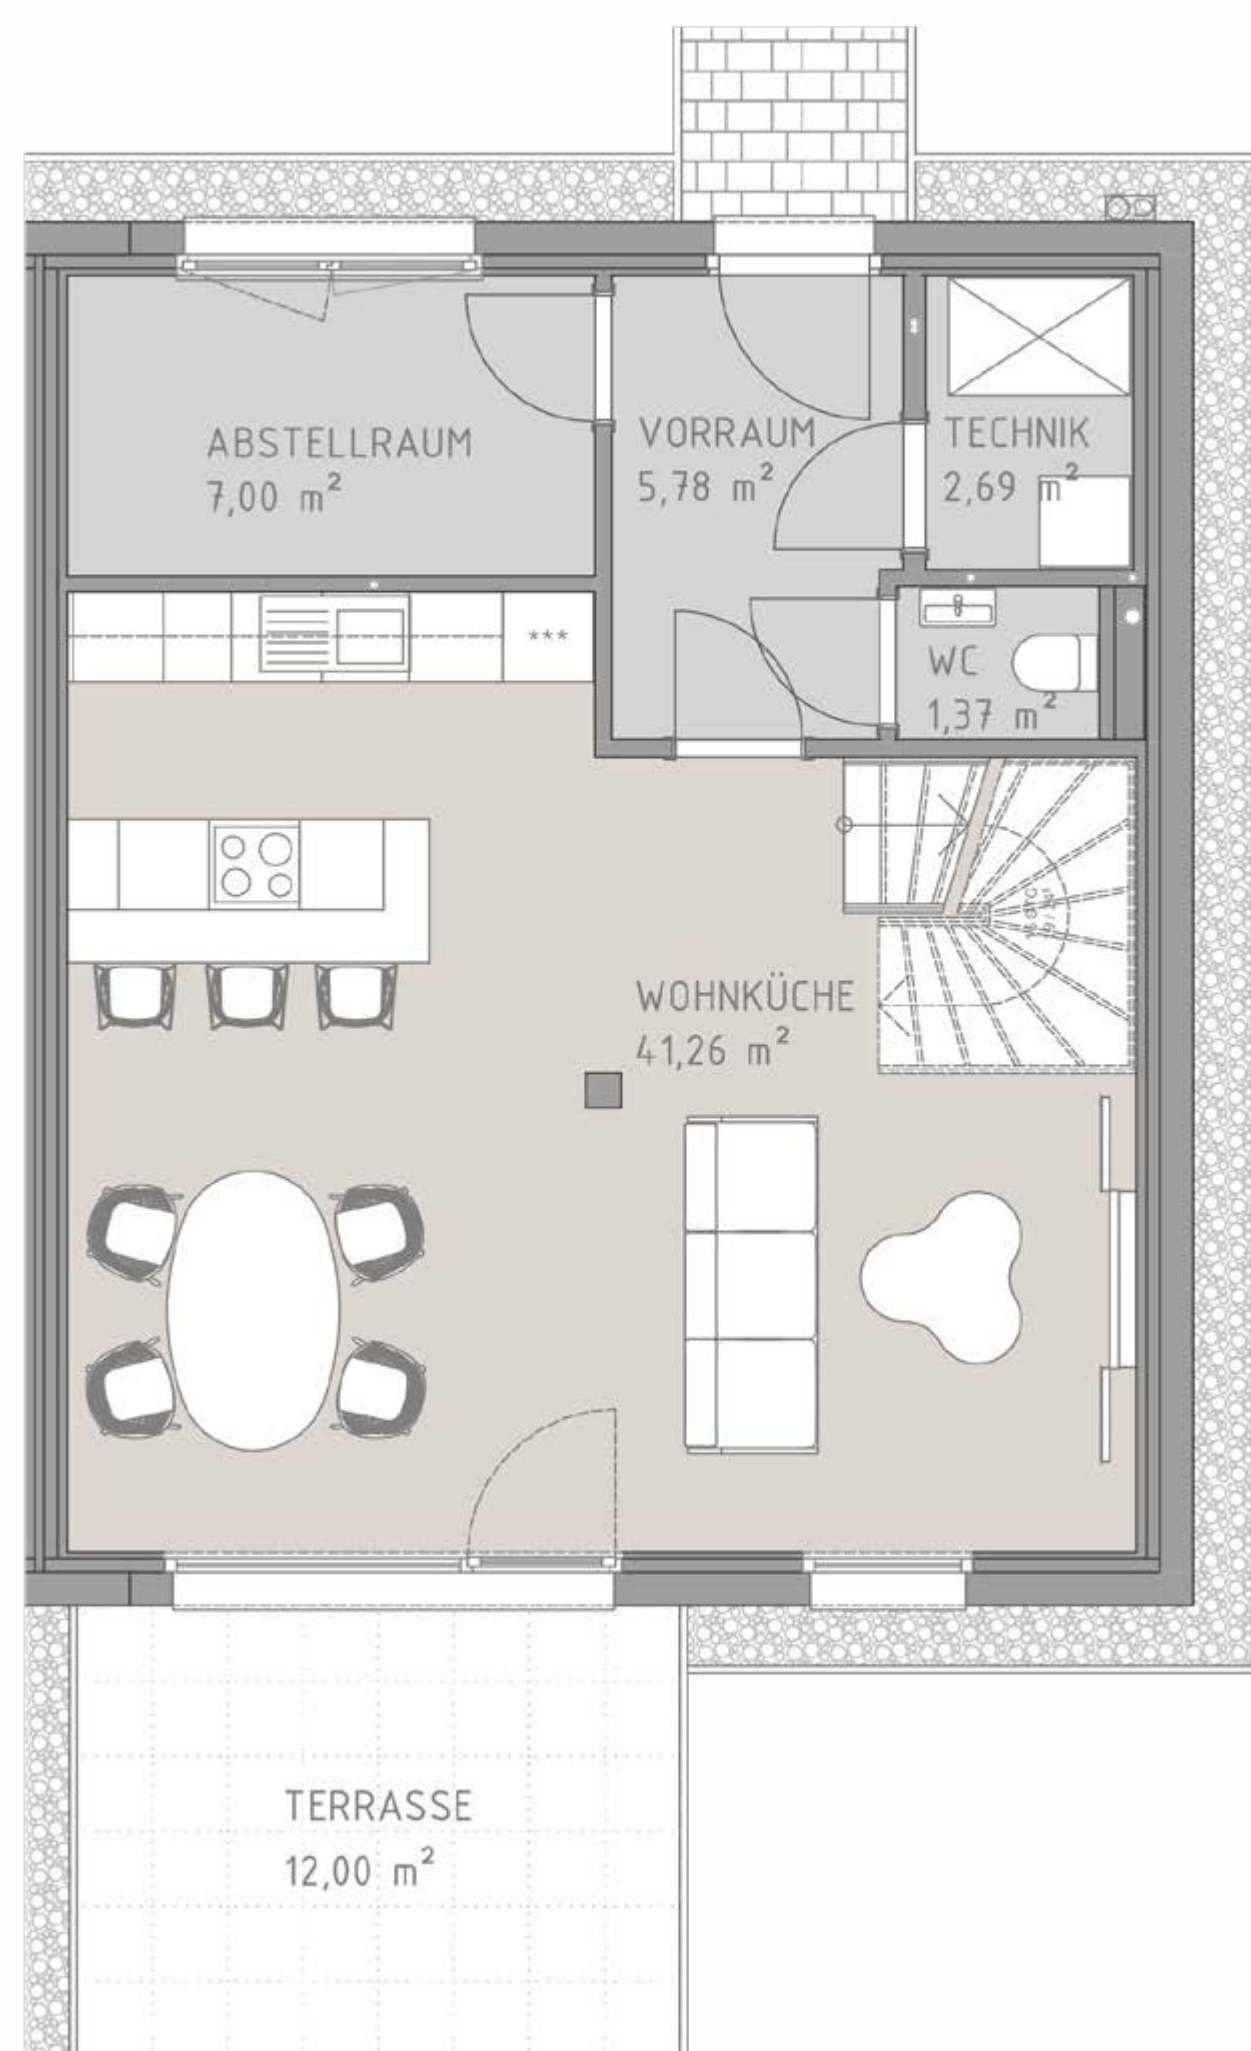 ABSTELLRAUM
7,00 m²
VORRAUM
5,78 m²
TECHNIK
2,69 m²
***
WC
1,37 m²
WOHNKÜCHE
41,26 m²
TERRASSE
12,00 m²